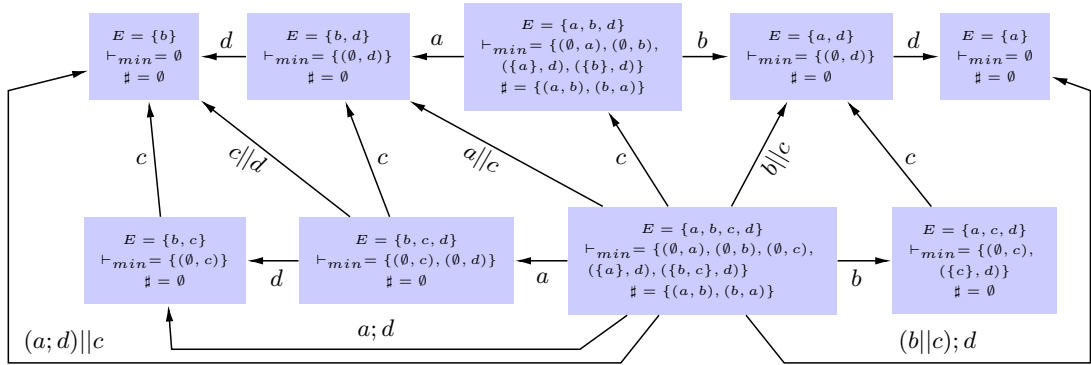 E = {b}
⊢min= ∅
♯ = ∅
d
E = {b, d}
⊢min= {(∅, d)}
♯ = ∅
a
E = {a, b, d}
⊢min= {(∅, a), (∅, b),
({a}, d), ({b}, d)}
♯ = {(a, b), (b, a)}
b
E = {a, d}
⊢min= {(∅, d)}
♯ = ∅
d
E = {a}
⊢min= ∅
♯ = ∅
c
c||d
c
a||c
c
b||c
c
E = {b, c}
⊢min= {(∅, c)}
♯ = ∅
d
E = {b, c, d}
⊢min= {(∅, c), (∅, d)}
♯ = ∅
a
E = {a, b, c, d}
⊢min= {(∅, a), (∅, b), (∅, c),
({a}, d), ({b, c}, d)}
♯ = {(a, b), (b, a)}
b
E = {a, c, d}
⊢min= {(∅, c),
({c}, d)}
♯ = ∅
(a; d)||c
a; d
(b||c); d